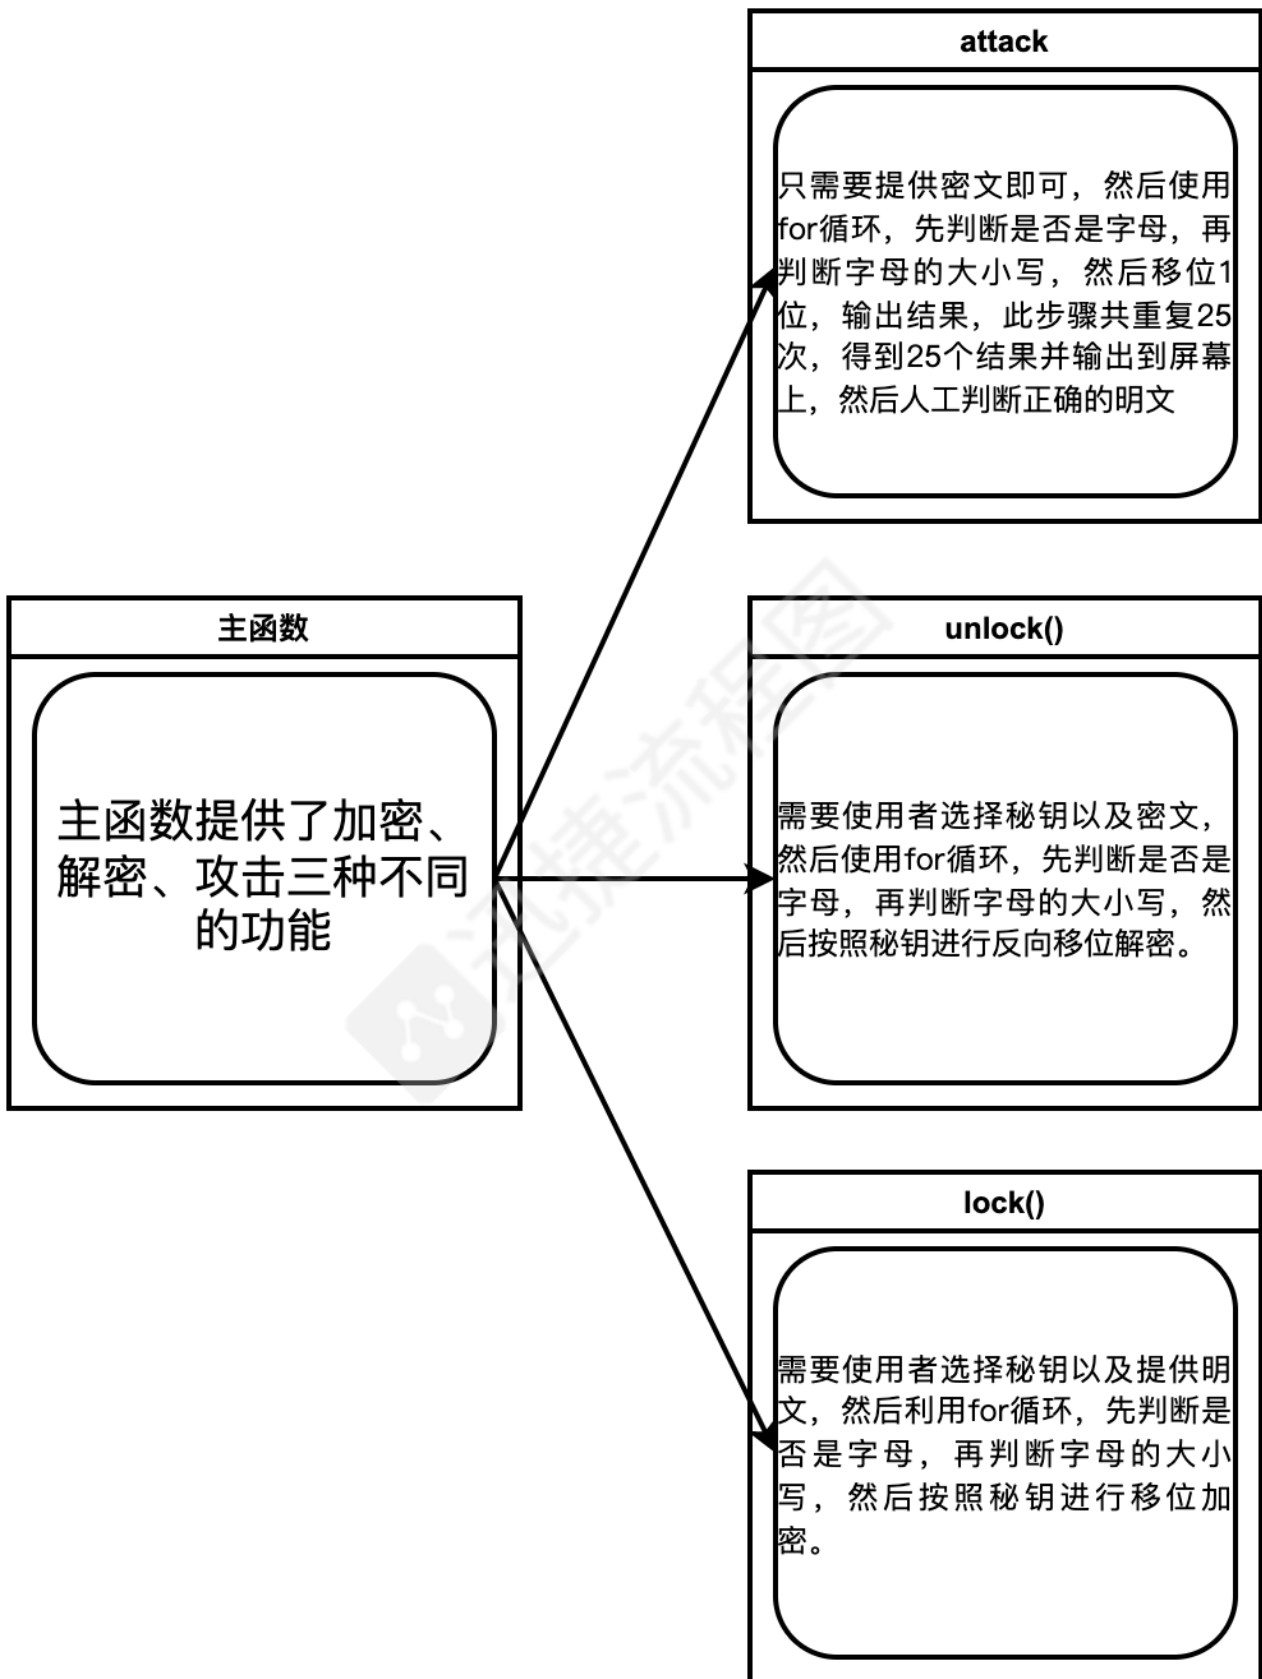 attack
只需要提供密文即可，然后使用
for循环，先判断是否是字母，再
判断字母的大小写，然后移位1
位，输出结果，此步骤共重复25
次，得到25个结果并输出到屏幕
上，然后人工判断正确的明文
主函数
主函数提供了加密、
解密、攻击三种不同
的功能
unlock()
需要使用者选择秘钥以及密文，
然后使用for循环，先判断是否是
字母，再判断字母的大小写，然
后按照秘钥进行反向移位解密。
lock()
需要使用者选择秘钥以及提供明
文，然后利用for循环，先判断是
否是字母，再判断字母的大小
写，然后按照秘钥进行移位加
密。
迅捷流程图